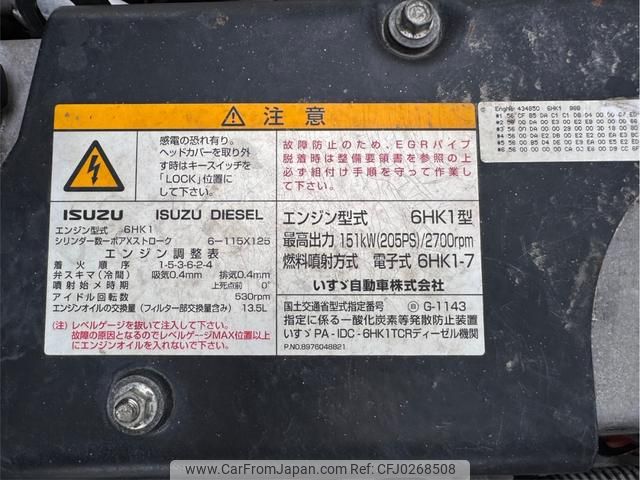 ⚠ 注意
感電の恐れ有り。
ヘッドカバーを取り外
す時はキースイッチを
「LOCK」位置に
して下さい。
故障防止のため、EGRパイプ
脱着時は整備要領書を参照の上
必ず組付け手順を守って作業し
て下さい。
ISUZU ISUZU DIESEL
エンジン型式 6HK1
シリンダー数ーボアXストローク 6-115X125
エンジン調整表
着火順序 1-5-3-6-2-4
弁スキマ(冷間) 吸気0.4mm 排気0.4mm
噴射始メ時期 上死点前 0°
アイドル回転数 530rpm
エンジンオイルの交換量(フィルター部交換量含み) 13.5L
(注)レベルゲージを抜いて注入して下さい。
故障の原因となるのでレベルゲージMAX位置以上
にエンジンオイルを入れないで下さい。
エンジン型式 6HK1型
最高出力 151kW(205PS)/2700rpm
燃料噴射方式 電子式 6HK1-7
いすゞ自動車株式会社
国土交通省型式指定番号 G-1143
指定に係る一酸化炭素等発散防止装置
いすゞPA-IDC-6HK1TCRディーゼル機関
P.NO.8976048821
EngNo 434850 6HK1
www.CarFromJapan.com [Car From Japan] CFJ ID:CFJ00268508